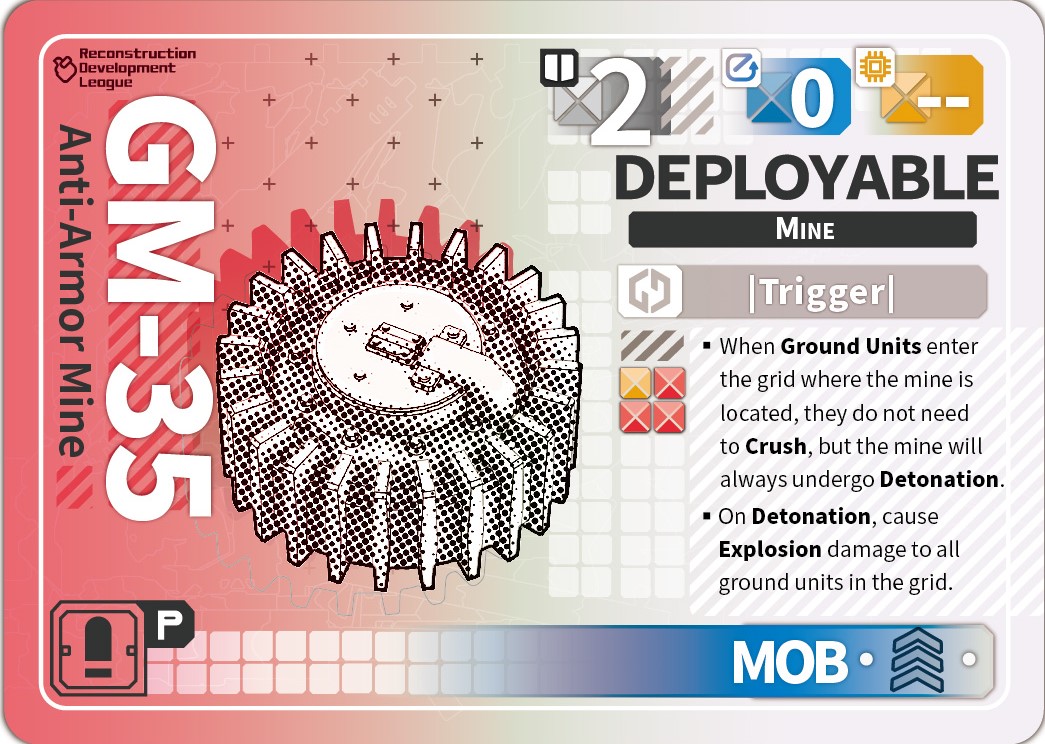 Reconstruction
Development
League
GM-35
Anti-Armor Mine
2
0
--
DEPLOYABLE
MINE
|Trigger|
▪ When Ground Units enter
the grid where the mine is
located, they do not need
to Crush, but the mine will
always undergo Detonation.
▪ On Detonation, cause
Explosion damage to all
ground units in the grid.
P
MOB